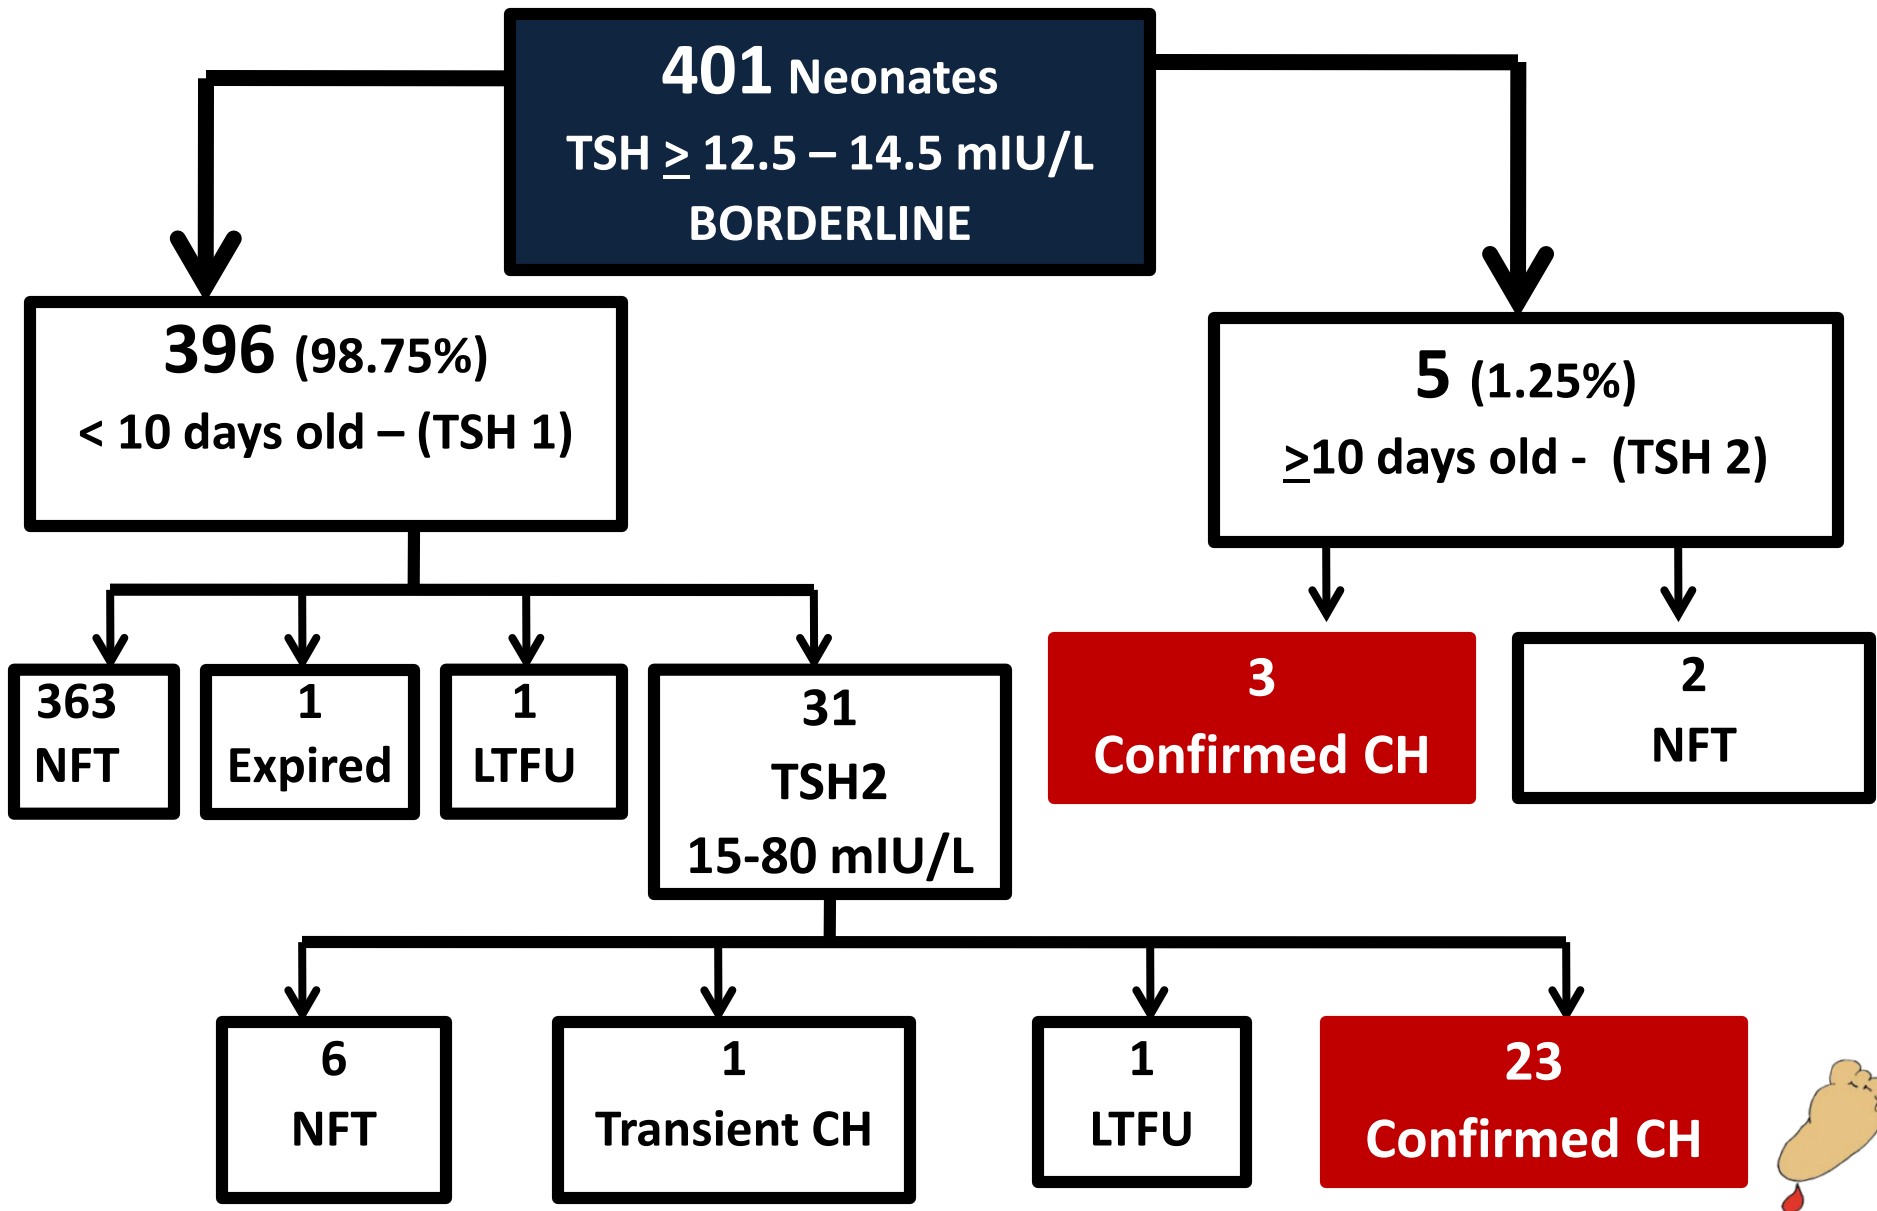 401 Neonates
TSH ≥ 12.5 – 14.5 mIU/L
BORDERLINE
396 (98.75%)
< 10 days old – (TSH 1)
5 (1.25%)
≥10 days old - (TSH 2)
363
NFT
1
Expired
1
LTFU
31
TSH2
15-80 mIU/L
3
Confirmed CH
2
NFT
6
NFT
1
Transient CH
1
LTFU
23
Confirmed CH